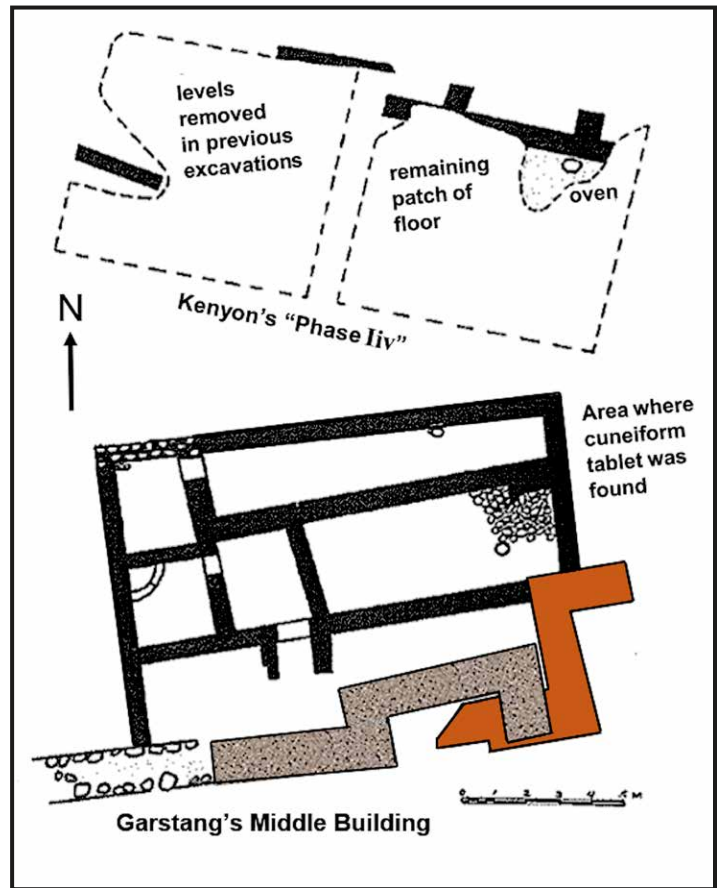 levels
removed
in previous
excavations
remaining
patch of
floor
oven
Kenyon's “Phase Iiv”
N
Area where
cuneiform
tablet was
found
0 1 2 3 4 5 M
Garstang's Middle Building